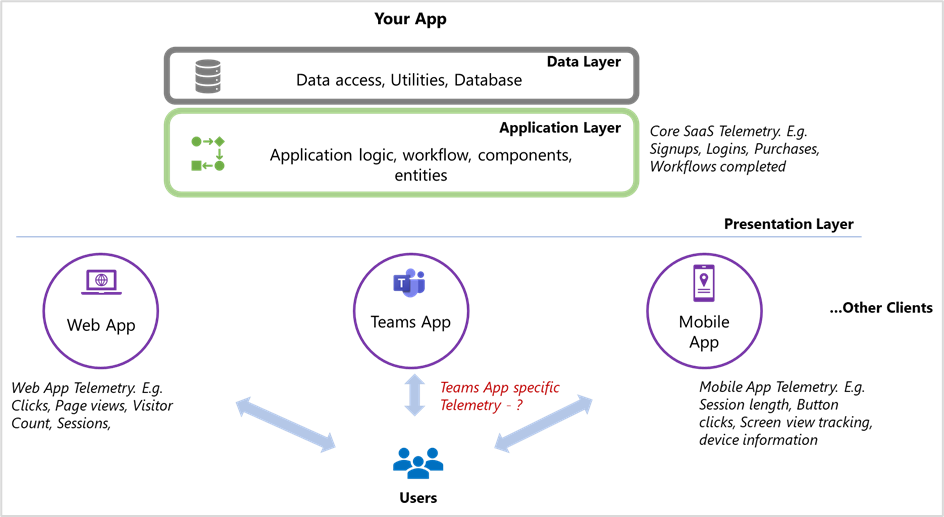 Your App
Data Layer
Data access, Utilities, Database
Application Layer
Application logic, workflow, components,
entities
Core SaaS Telemetry. E.g.
Signups, Logins, Purchases,
Workflows completed
Presentation Layer
Web App
T
Teams App
Mobile
App
...Other Clients
Web App Telemetry. E.g.
Clicks, Page views, Visitor
Count, Sessions,
Teams App specific
Telemetry - ?
Mobile App Telemetry. E.g.
Session length, Button
clicks, Screen view tracking,
device information
Users